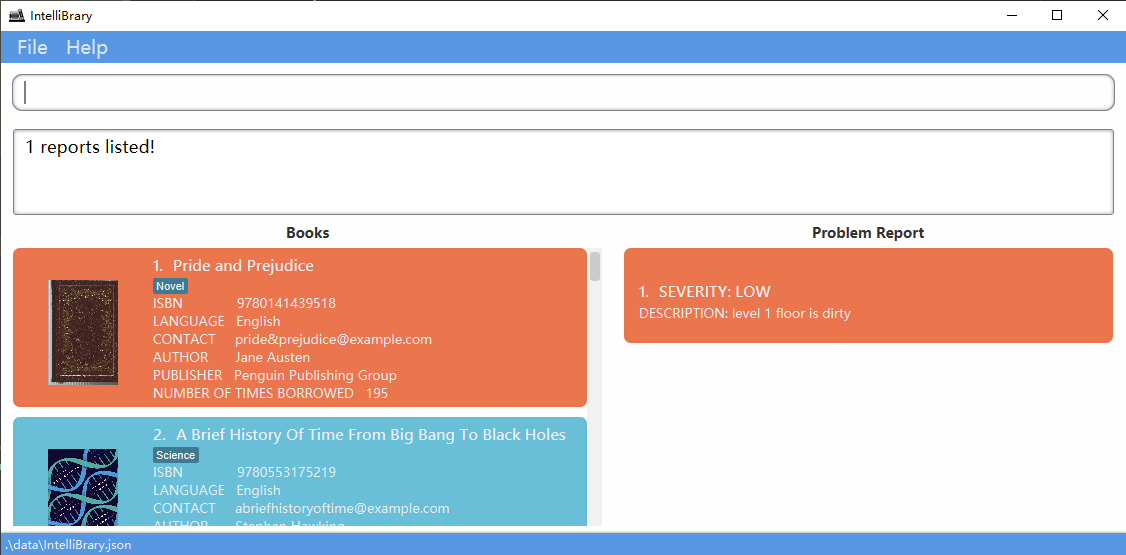 IntelliBrary
File Help
1 reports listed!
Books
1. Pride and Prejudice
Novel
ISBN 9780141439518
LANGUAGE English
CONTACT pride&prejudice@example.com
AUTHOR Jane Austen
PUBLISHER Penguin Publishing Group
NUMBER OF TIMES BORROWED 195
2. A Brief History Of Time From Big Bang To Black Holes
Science
ISBN 9780553175219
LANGUAGE English
CONTACT abriefhistoryoftime@example.com
AUTHOR Stephen Hawking
Problem Report
1. SEVERITY: LOW
DESCRIPTION: level 1 floor is dirty
.\data\IntelliBrary.json